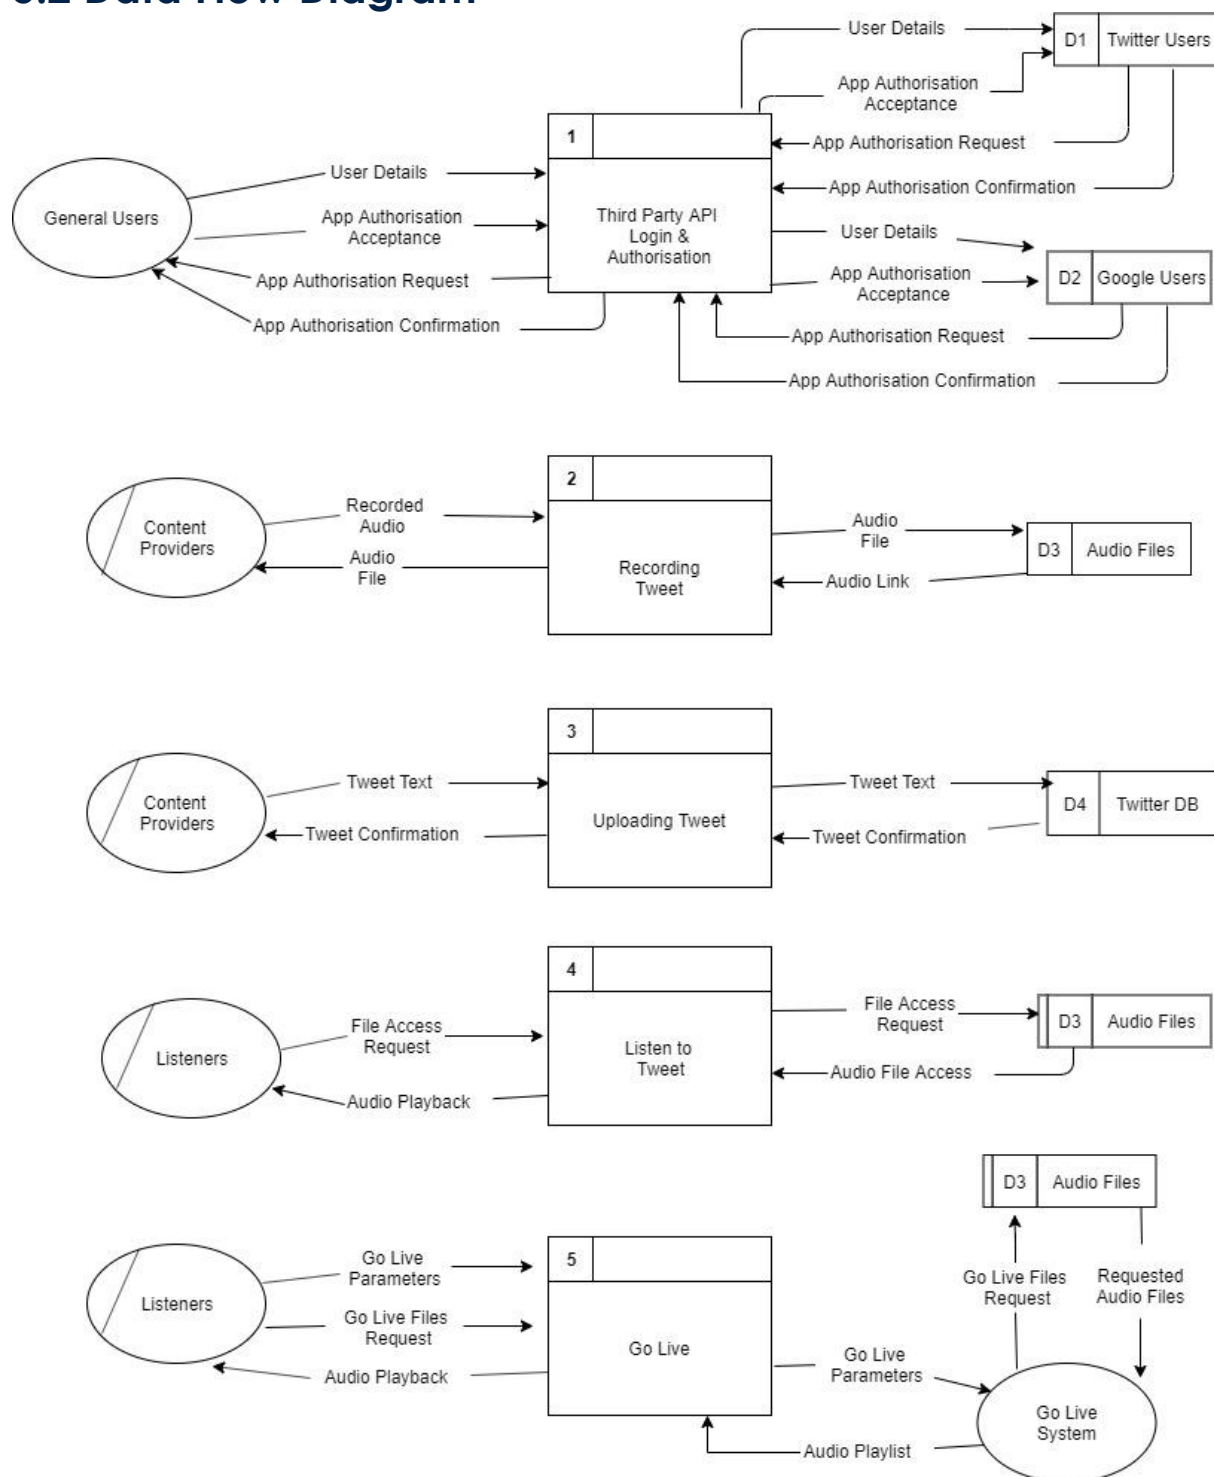 3.2 Data Flow Diagram
User Details
D1
Twitter Users
App Authorisation
Acceptance
1
App Authorisation Request
User Details
App Authorisation Confirmation
General Users
App Authorisation
Acceptance
Third Party API
Login &
Authorisation
User Details
App Authorisation Request
App Authorisation
Acceptance
D2
Google Users
App Authorisation Confirmation
App Authorisation Request
App Authorisation Confirmation
2
Content
Providers
Recorded
Audio
Audio
File
Recording
Tweet
Audio
File
Audio Link
D3
Audio Files
3
Content
Providers
Tweet Text
Tweet Confirmation
Uploading Tweet
Tweet Text
Tweet Confirmation
D4
Twitter DB
4
Listeners
File Access
Request
Audio Playback
Listen to
Tweet
File Access
Request
Audio File Access
D3
Audio Files
D3
Audio Files
5
Listeners
Go Live
Parameters
Go Live Files
Request
Audio Playback
Go Live
Go Live Files
Request
Requested
Audio Files
Go Live
Parameters
Go Live
System
Audio Playlist